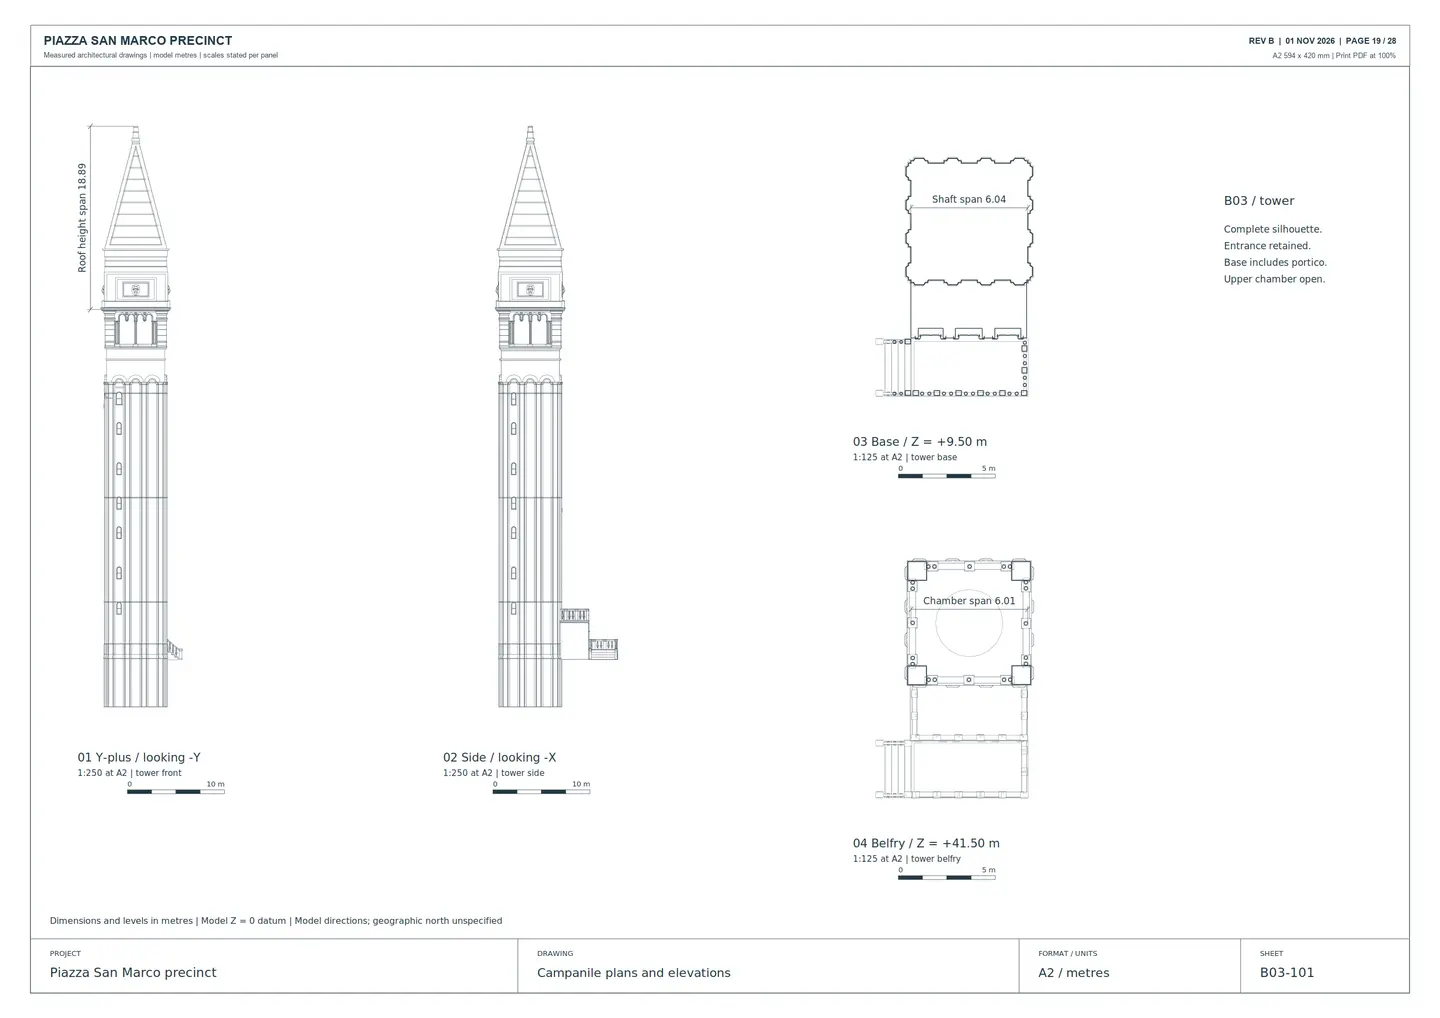 PIAZZA SAN MARCO PRECINCT
Measured architectural drawings | model metres | scales stated per panel
REV B | 01 NOV 2026 | PAGE 19 / 28
A2 594 x 420 mm | Print PDF at 100%
Roof height span 18.89
01 Y-plus / looking -Y
1:250 at A2 | tower front
0 10 m
02 Side / looking -X
1:250 at A2 | tower side
0 10 m
Shaft span 6.04
03 Base / Z = +9.50 m
1:125 at A2 | tower base
0 5 m
Chamber span 6.01
04 Belfry / Z = +41.50 m
1:125 at A2 | tower belfry
0 5 m
B03 / tower
Complete silhouette.
Entrance retained.
Base includes portico.
Upper chamber open.
Dimensions and levels in metres | Model Z = 0 datum | Model directions; geographic north unspecified
PROJECT
Piazza San Marco precinct
DRAWING
Campanile plans and elevations
FORMAT / UNITS
A2 / metres
SHEET
B03-101